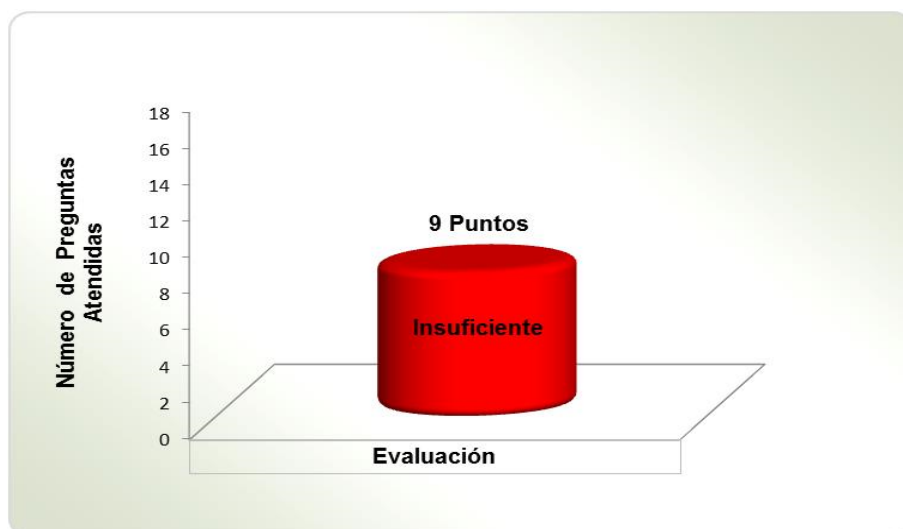 Número de Preguntas
Atendidas
18
16
14
12
10
8
6
4
2
0
9 Puntos
Insuficiente
Evaluación